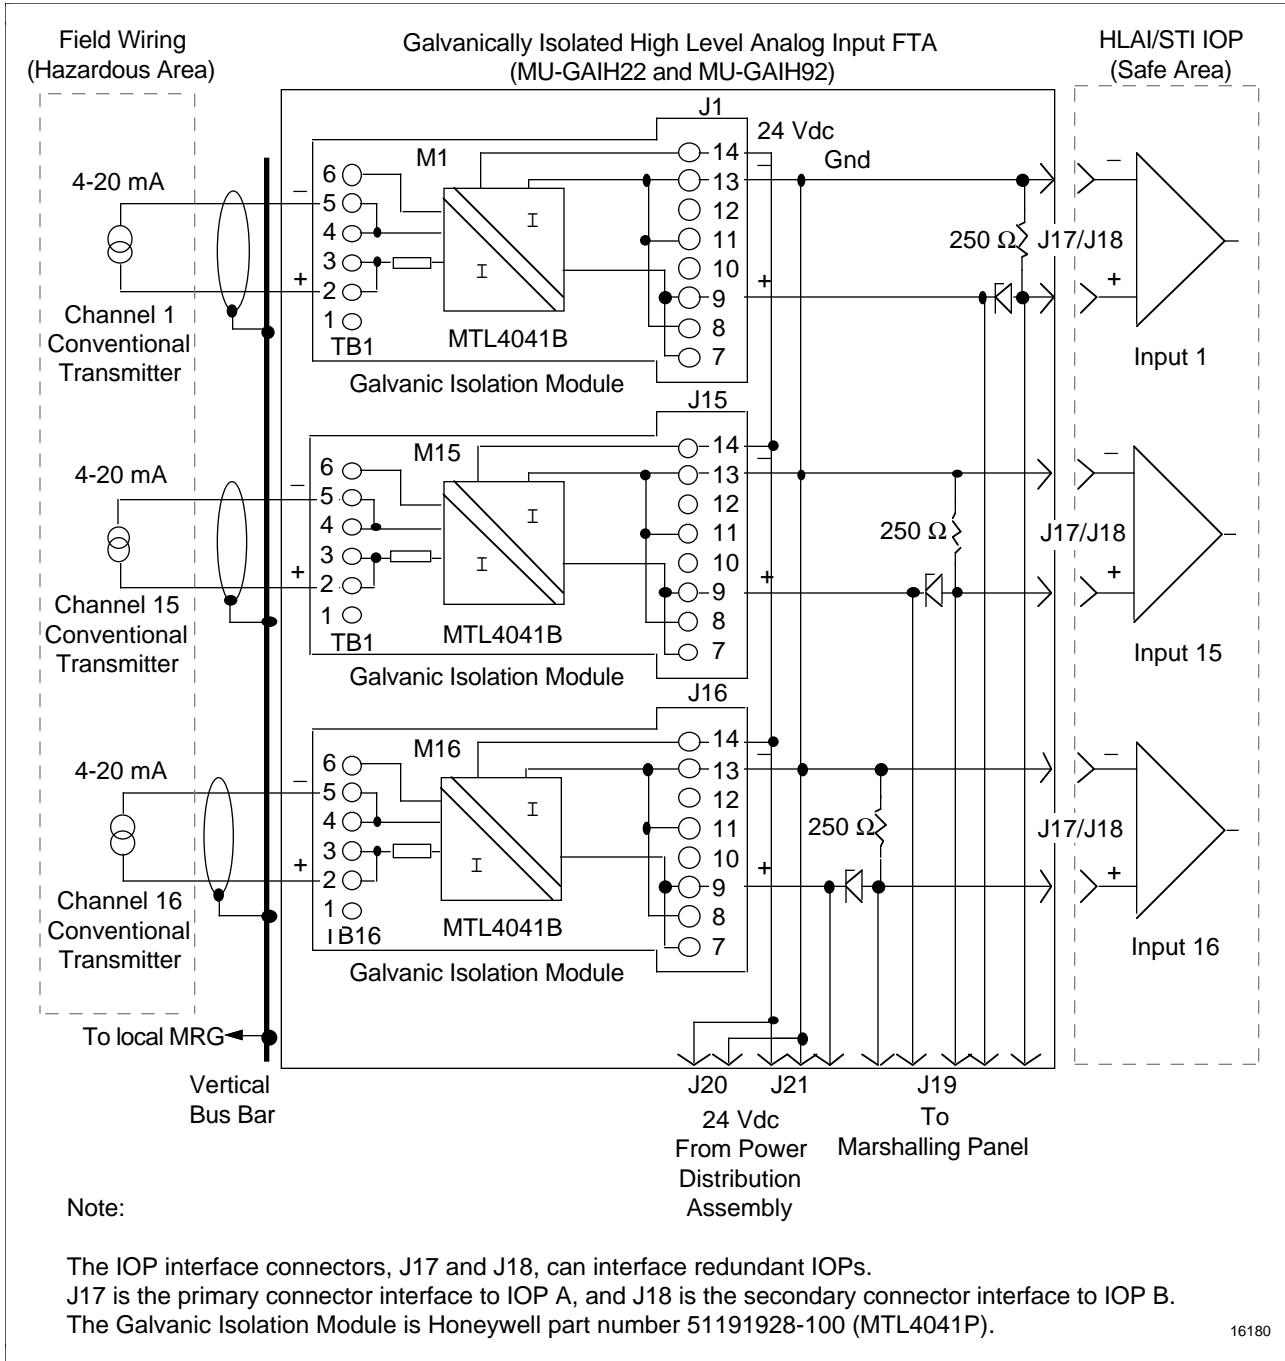 Field Wiring
(Hazardous Area)
Galvanically Isolated High Level Analog Input FTA
(MU-GAIH22 and MU-GAIH92)
HLAI/STI IOP
(Safe Area)
J1
24 Vdc
Gnd
M1
4-20 mA
−
+
6
5
4
3
2
1
TB1
I
I
MTL4041B
Galvanic Isolation Module
14
13
12
11
10
9
8
7
−
+
250 Ω
J17/J18
−
+
Input 1
Channel 1
Conventional
Transmitter
J15
M15
4-20 mA
−
+
6
5
4
3
2
1
TB1
I
I
MTL4041B
Galvanic Isolation Module
14
13
12
11
10
9
8
7
−
+
250 Ω
J17/J18
−
+
Input 15
Channel 15
Conventional
Transmitter
J16
M16
4-20 mA
−
+
6
5
4
3
2
1
IB16
I
I
MTL4041B
Galvanic Isolation Module
14
13
12
11
10
9
8
7
−
+
250 Ω
J17/J18
−
+
Input 16
Channel 16
Conventional
Transmitter
To local MRG
Vertical
Bus Bar
J20
J21
J19
24 Vdc
From Power
Distribution
Assembly
To
Marshalling Panel
Note:
The IOP interface connectors, J17 and J18, can interface redundant IOPs.
J17 is the primary connector interface to IOP A, and J18 is the secondary connector interface to IOP B.
The Galvanic Isolation Module is Honeywell part number 51191928-100 (MTL4041P).
16180